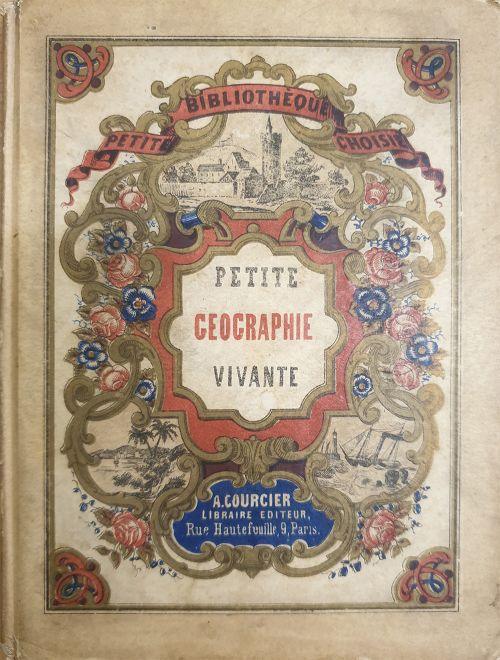 PETITE BIBLIOTHÈQUE CHOISIE
PETITE
GEOGRAPHIE
VIVANTE
A. COURCIER
LIBRAIRE EDITEUR,
Rue Hautefeuille, 9, Paris.